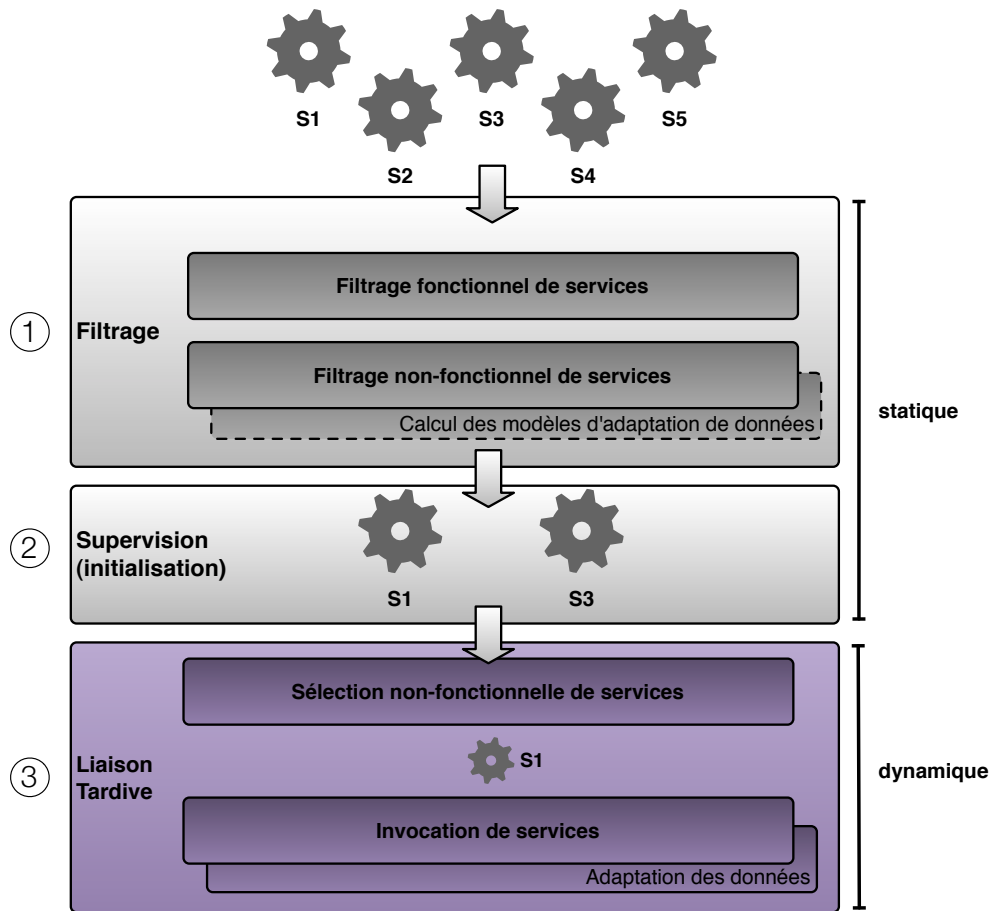 S1
S3
S5
S2
S4
1
Filtrage
Filtrage fonctionnel de services
Filtrage non-fonctionnel de services
Calcul des modèles d'adaptation de données
statique
2
Supervision
(initialisation)
S1
S3
3
Liaison
Tardive
Sélection non-fonctionnelle de services
S1
Invocation de services
Adaptation des données
dynamique